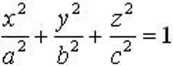 x²/a² + y²/b² + z²/c² = 1